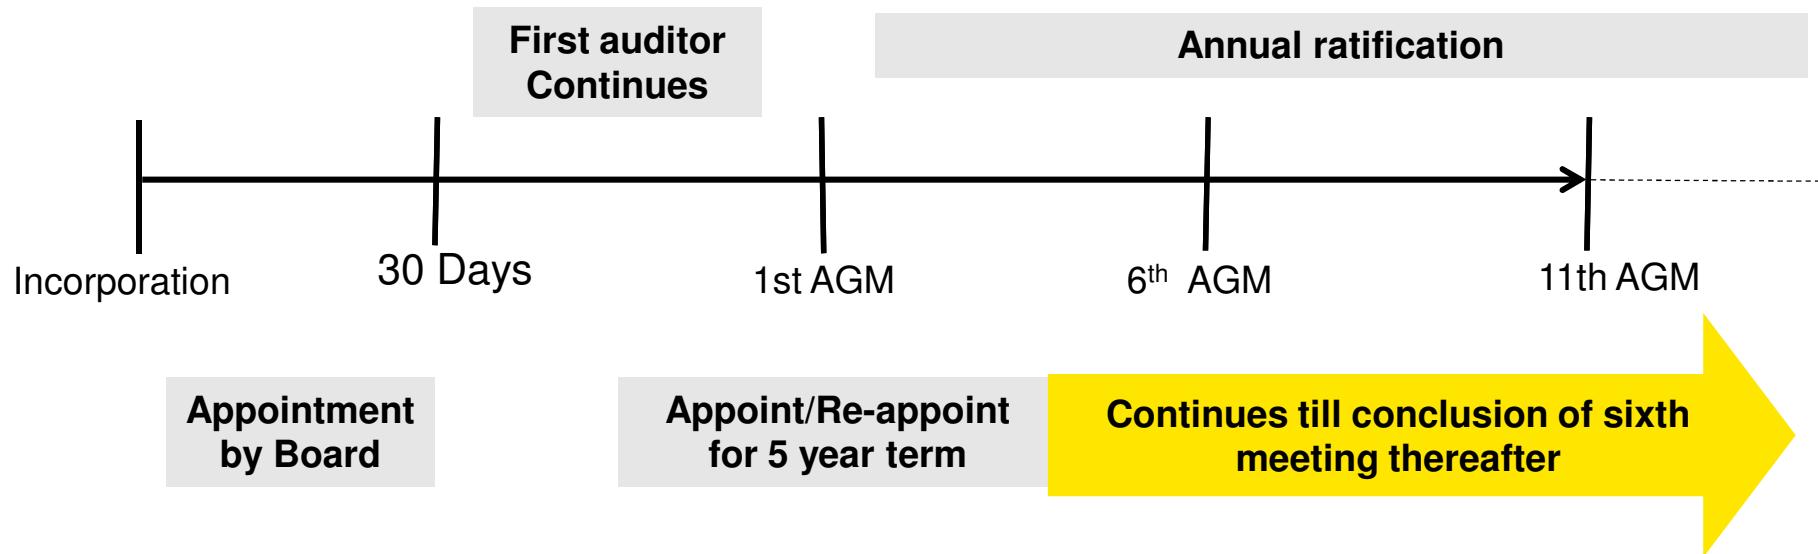 First auditor
Continues
Annual ratification
Incorporation
30 Days
1st AGM
6th AGM
11th AGM
Appointment
by Board
Appoint/Re-appoint
for 5 year term
Continues till conclusion of sixth
meeting thereafter